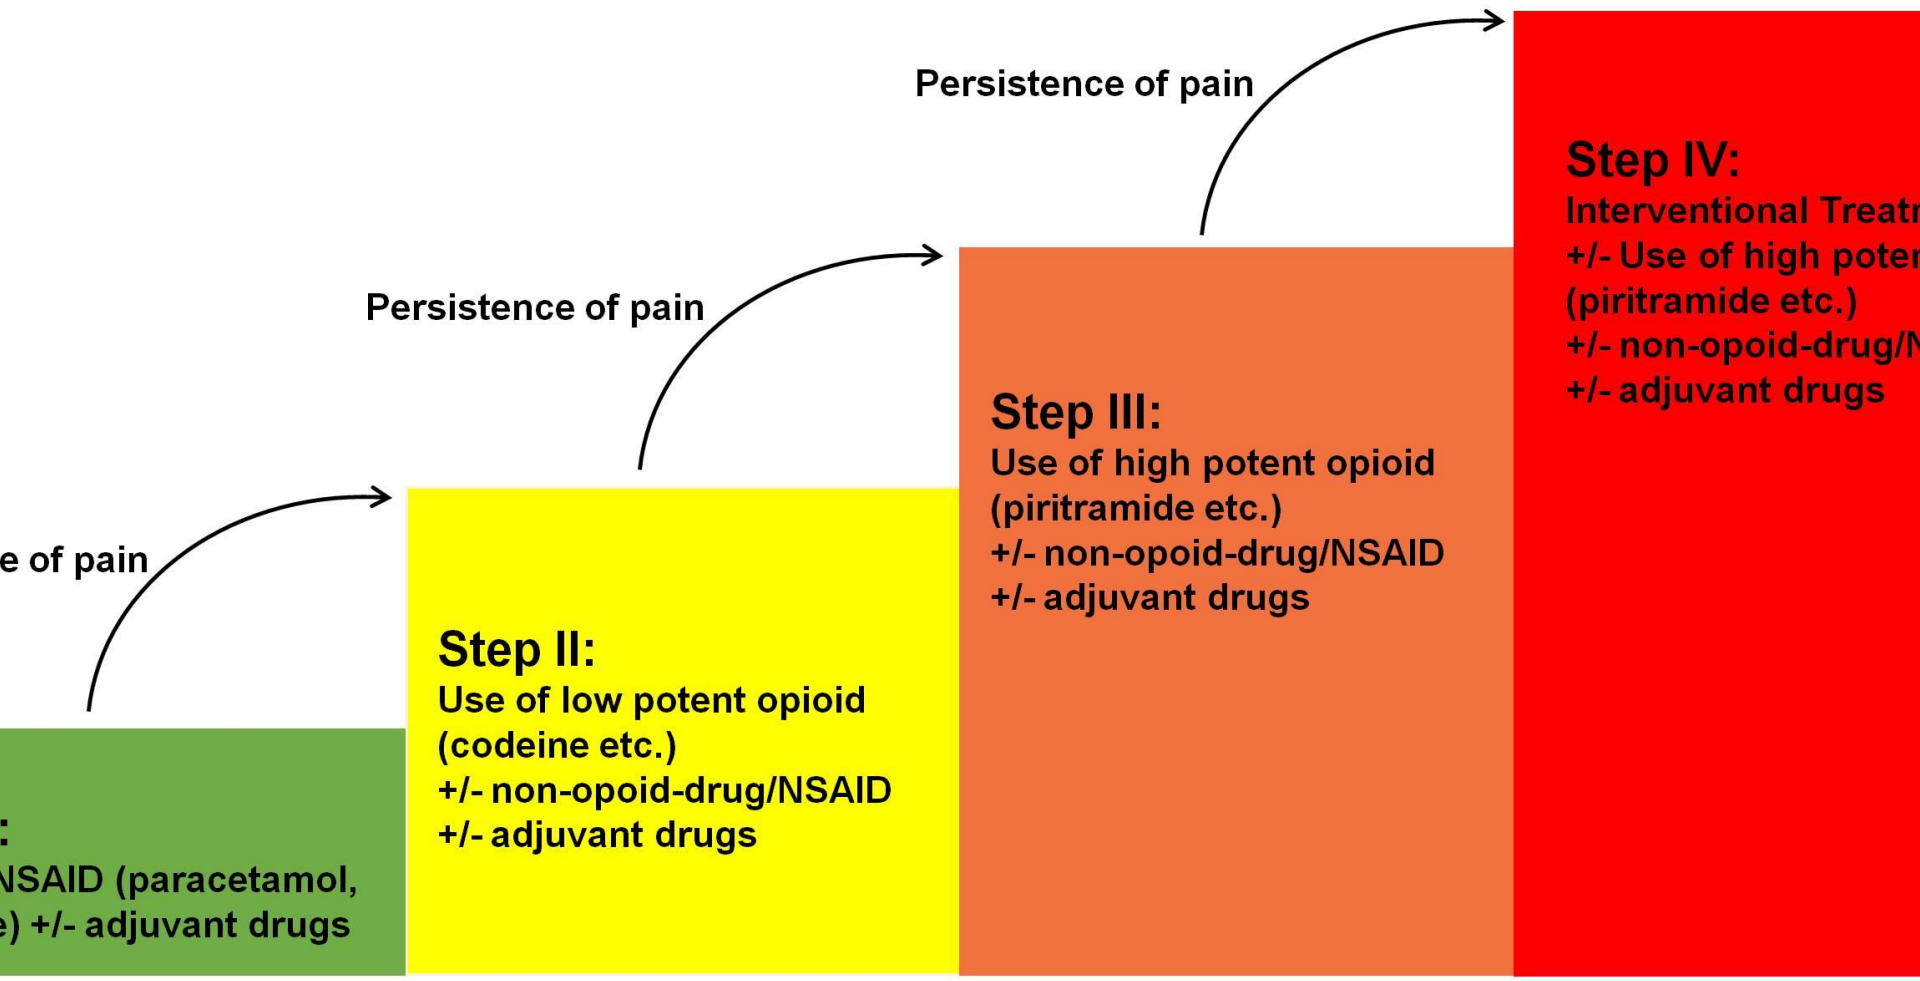 Persistence of pain
Step IV:
Interventional
+/- Use of high
(piritramide etc.)
+/- non-opoid-drug/
+/- adjuvant drugs
Persistence of pain
Step III:
Use of high potent opioid
(piritramide etc.)
+/- non-opoid-drug/NSAID
+/- adjuvant drugs
of pain
Step II:
Use of low potent opioid
(codeine etc.)
+/- non-opoid-drug/NSAID
+/- adjuvant drugs
:
NSAID (paracetamol,
) +/- adjuvant drugs